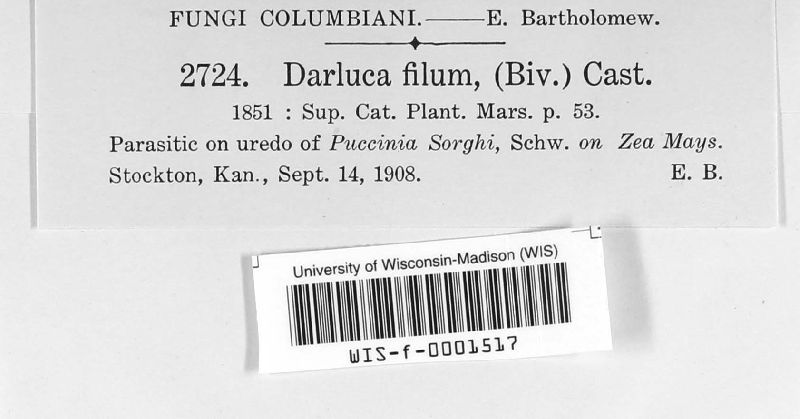 FUNGI COLUMBIANI.——E. Bartholomew.
2724. Darluca filum, (Biv.) Cast.
1851 : Sup. Cat. Plant. Mars. p. 53.
Parasitic on uredo of Puccinia Sorghi, Schw. on Zea Mays.
Stockton, Kan., Sept. 14, 1908. E. B.
University of Wisconsin-Madison (WIS)
WIS-f-0001517